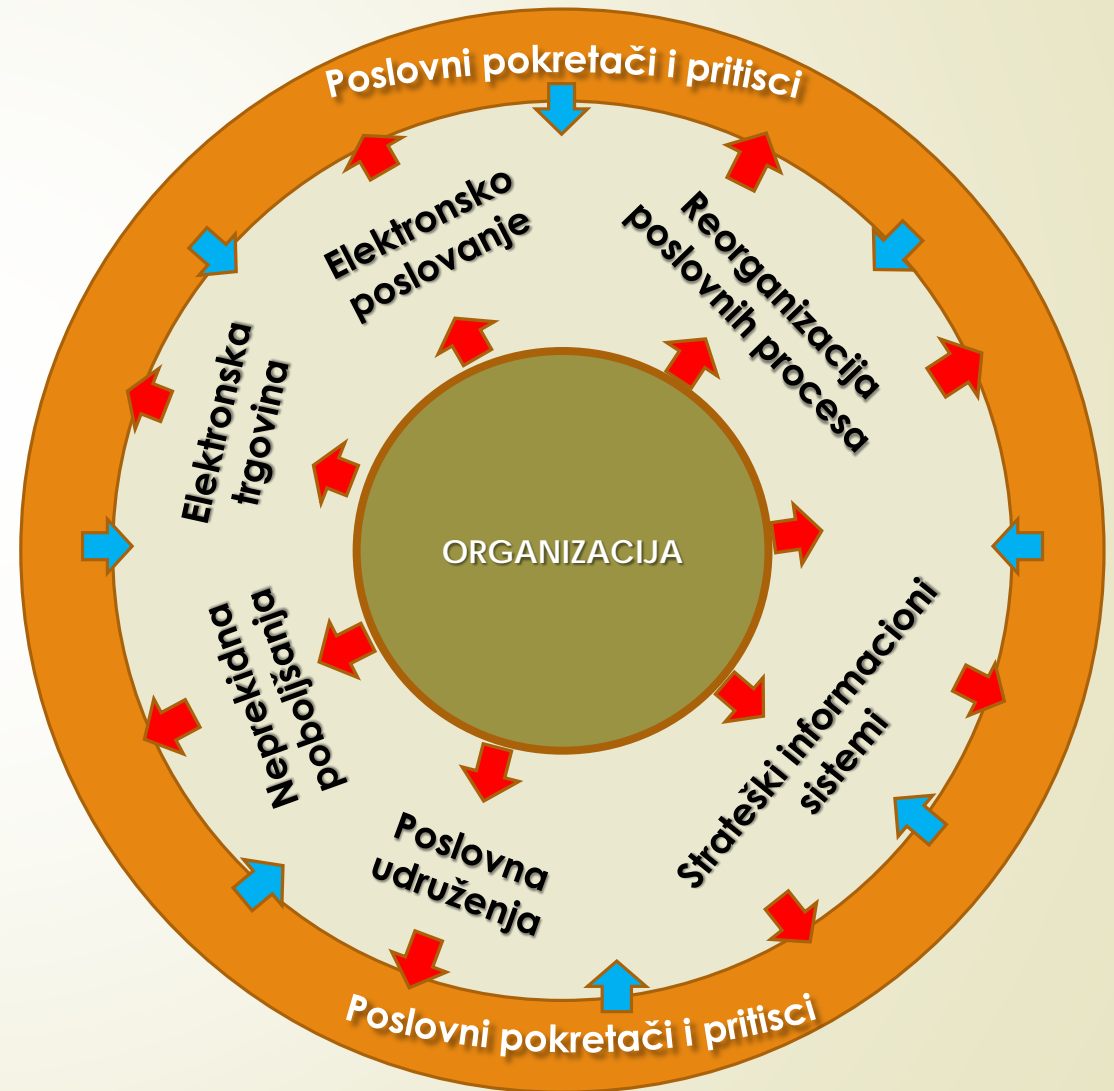 Poslovni pokretači i pritisci
Elektronsko
poslovanje
Reorganizacija
poslovnih procesa
Elektronska
trgovina
ORGANIZACIJA
Neprekidna
poboljšanja
Strateški informacioni
sistemi
Poslovna
udruženja
Poslovni pokretači i pritisci